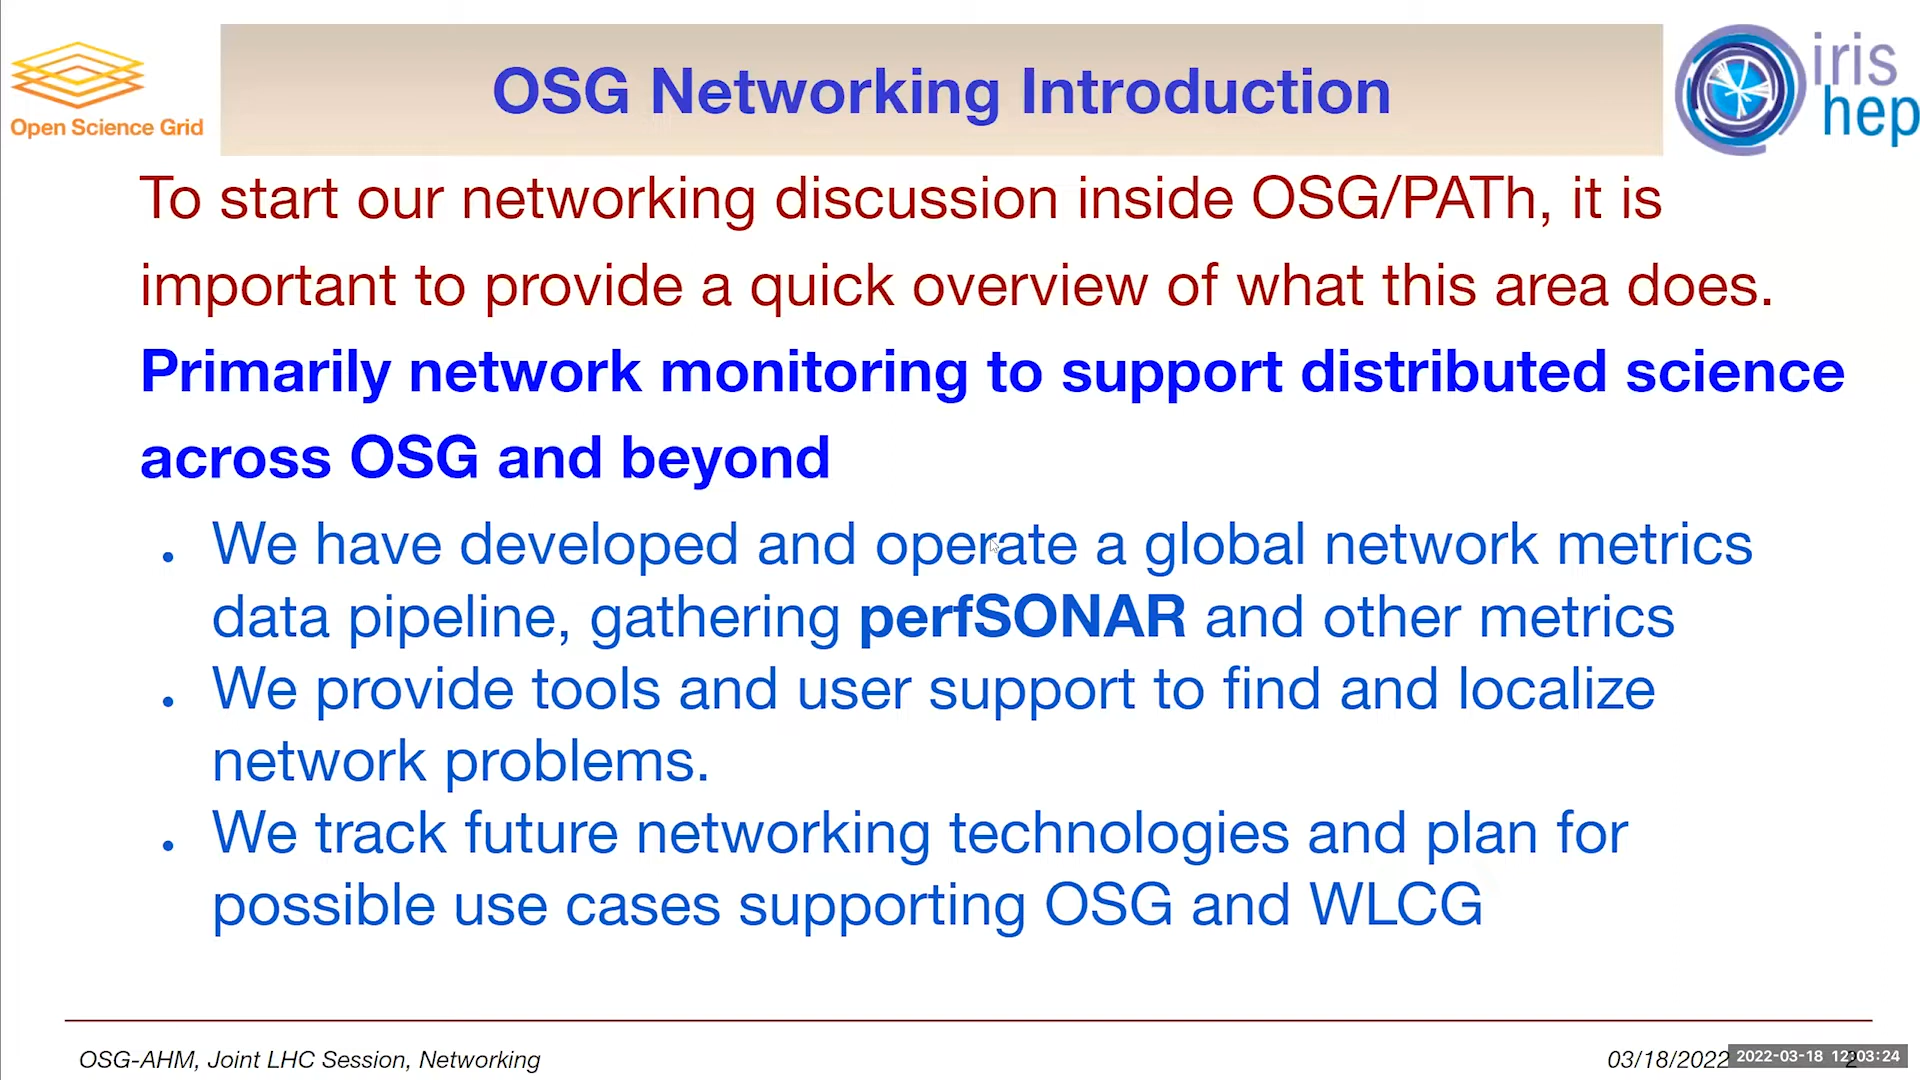 OSG Networking Introduction
Open Science Grid
iris
hep
To start our networking discussion inside OSG/PATh, it is
important to provide a quick overview of what this area does.
Primarily network monitoring to support distributed science
across OSG and beyond
• We have developed and operate a global network metrics
data pipeline, gathering perfSONAR and other metrics
• We provide tools and user support to find and localize
network problems.
• We track future networking technologies and plan for
possible use cases supporting OSG and WLCG
OSG-AHM, Joint LHC Session, Networking
03/18/2022
2022-03-18 12:03:24